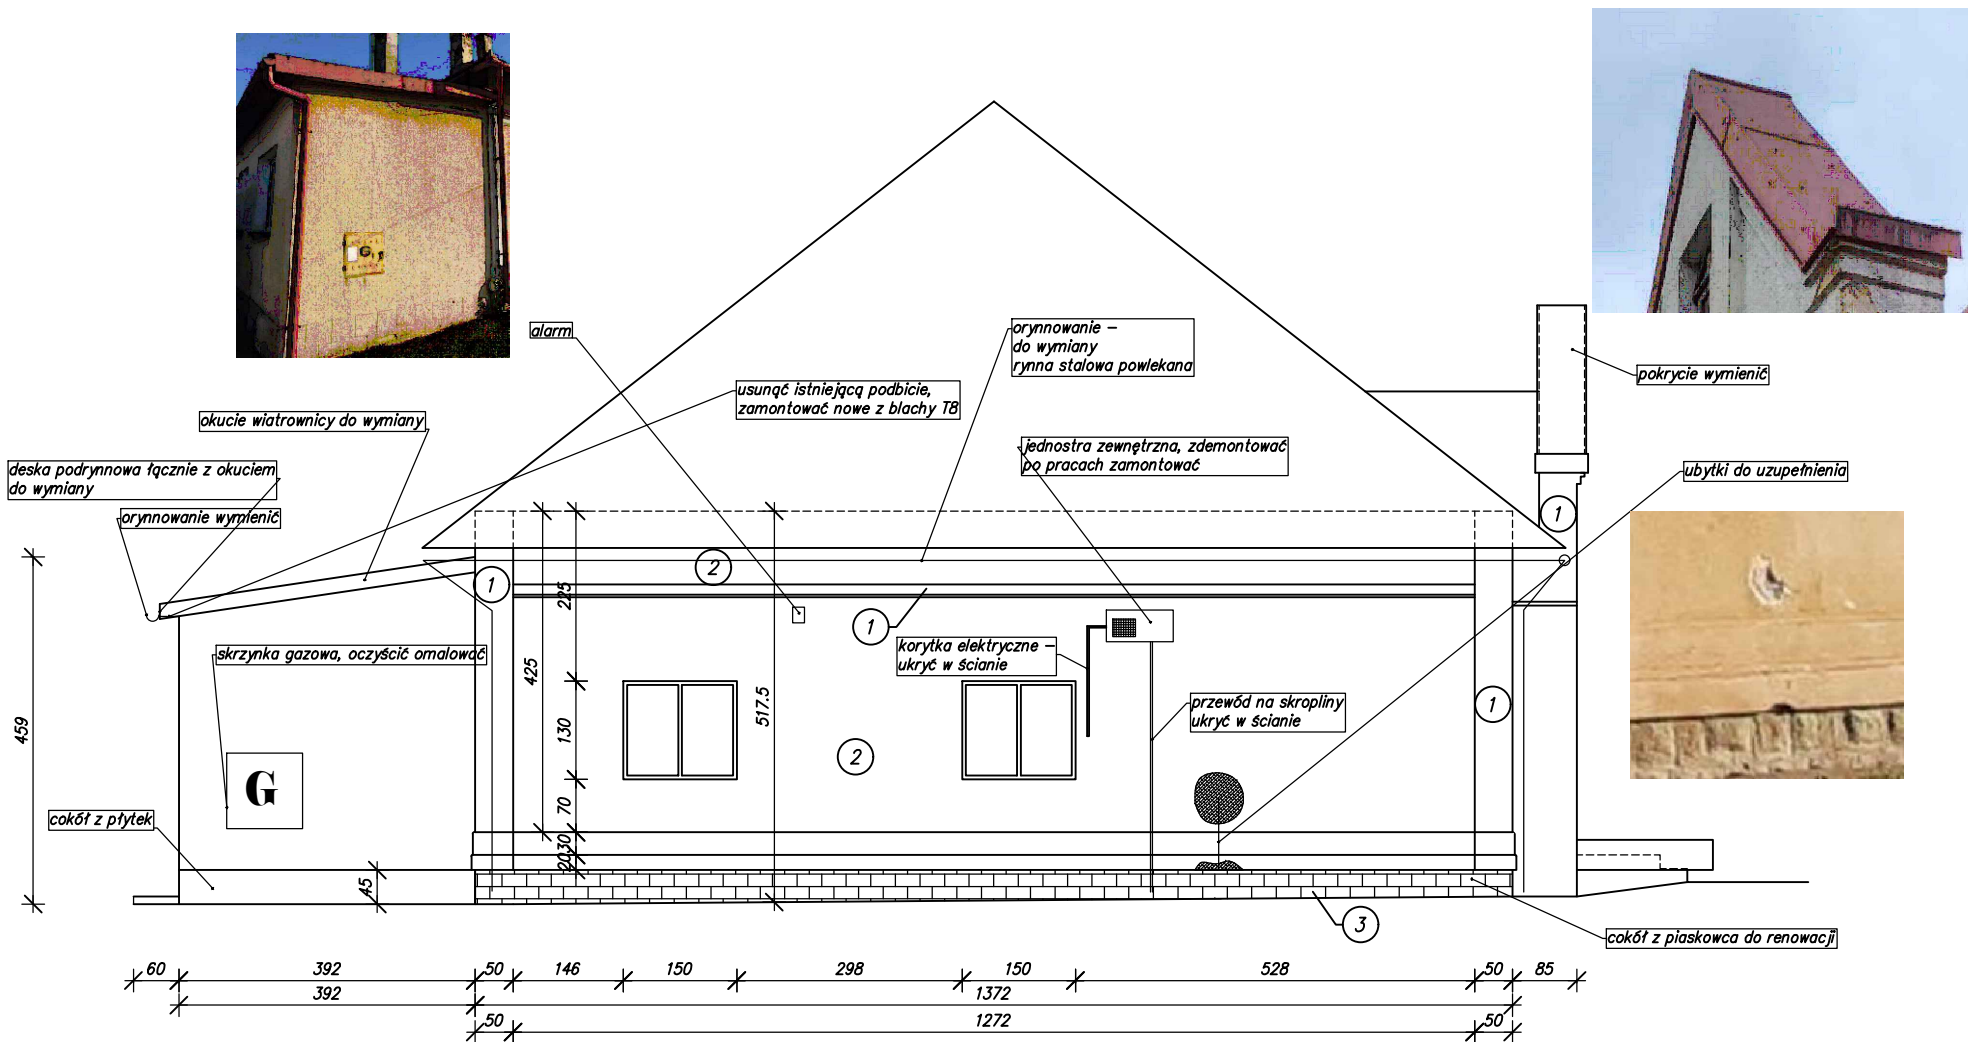 alarm
orynnowanie –
do wymiany
rynna stalowa powlekana
pokrycie wymienić
usunąć istniejącą podbicie,
zamontować nowe z blachy T8
okucie wiatrownicy do wymiany
jednostra zewnętrzna, zdemontować
po pracach zamontować
deska podrynnowa łącznie z okuciem
do wymiany
ubytki do uzupełnienia
orynnowanie wymienić
1
2
1
1
225
425
skrzynka gazowa, oczyścić omalować
korytka elektryczne –
ukryć w ścianie
517.5
459
130
przewód na skropliny
ukryć w ścianie
1
2
G
G
70
cokół z płytek
30
20
45
3
cokół z piaskowca do renowacji
60
392
50
146
150
298
150
528
50
85
392
1372
50
1272
50